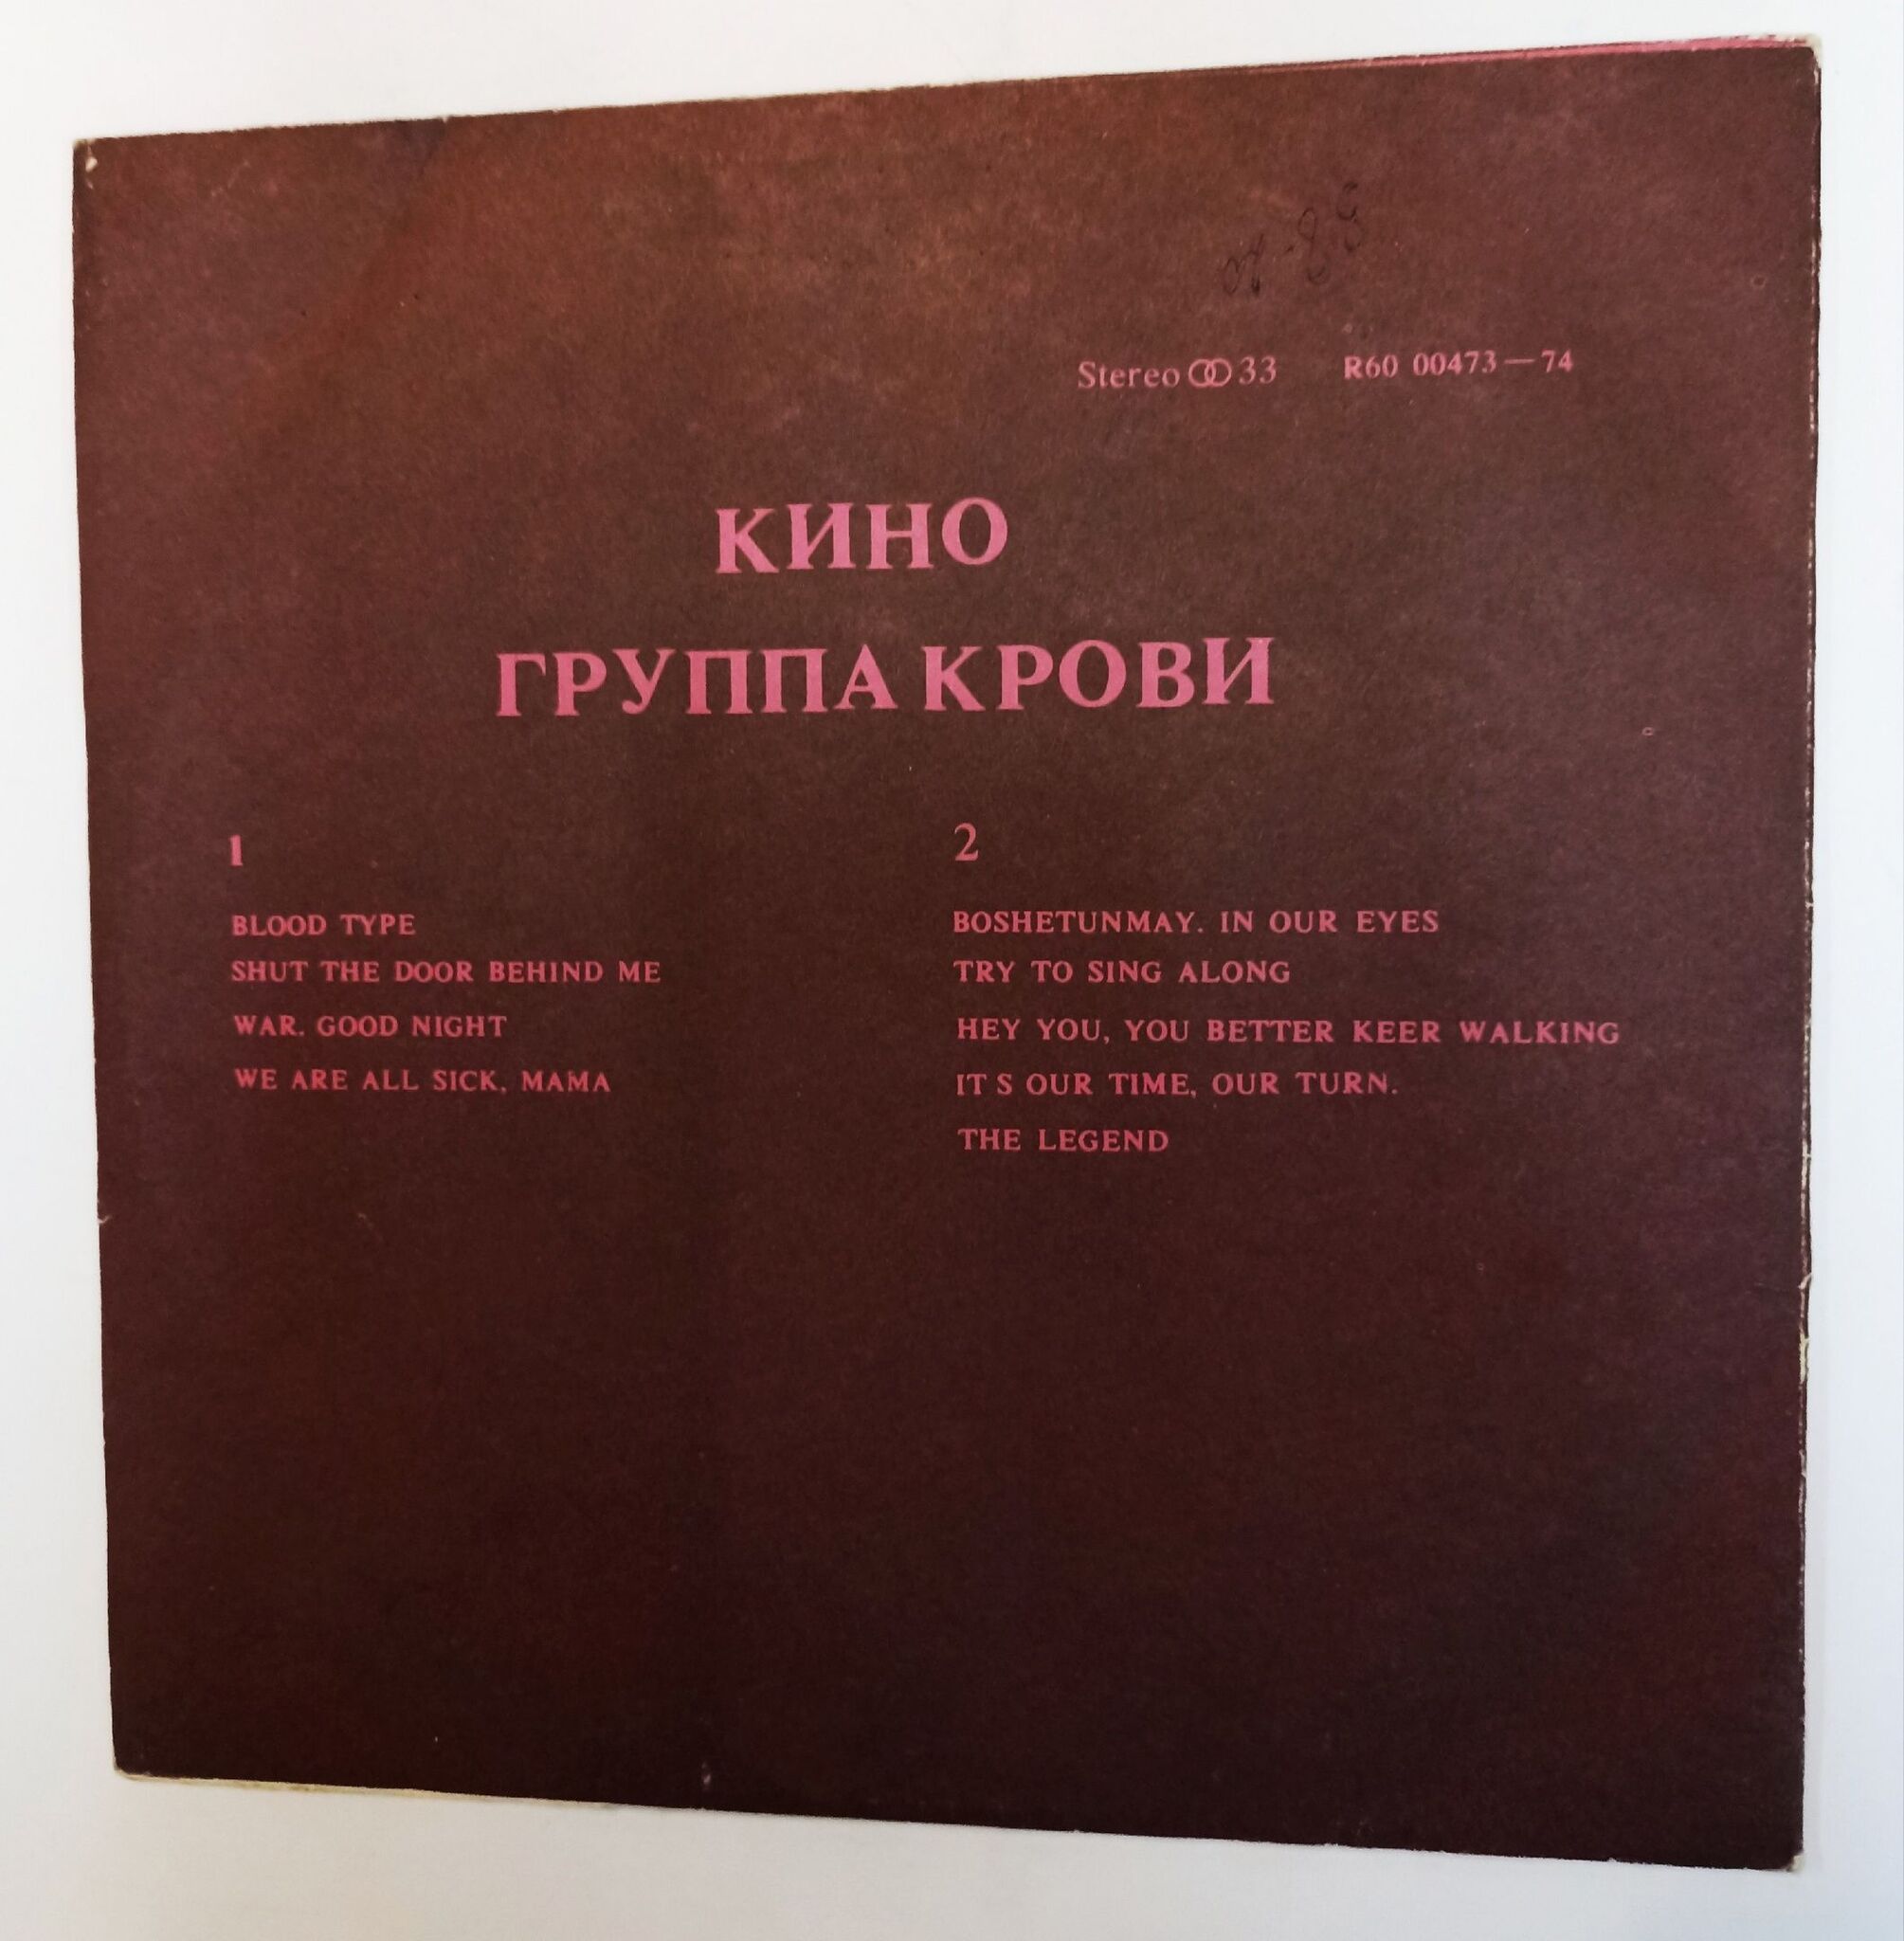 Stereo 33 R60 00473—74
КИНО
ГРУППА КРОВИ
1
BLOOD TYPE
SHUT THE DOOR BEHIND ME
WAR. GOOD NIGHT
WE ARE ALL SICK, MAMA
2
BOSHETUNMAY. IN OUR EYES
TRY TO SING ALONG
HEY YOU, YOU BETTER KEER WALKING
IT S OUR TIME, OUR TURN.
THE LEGEND